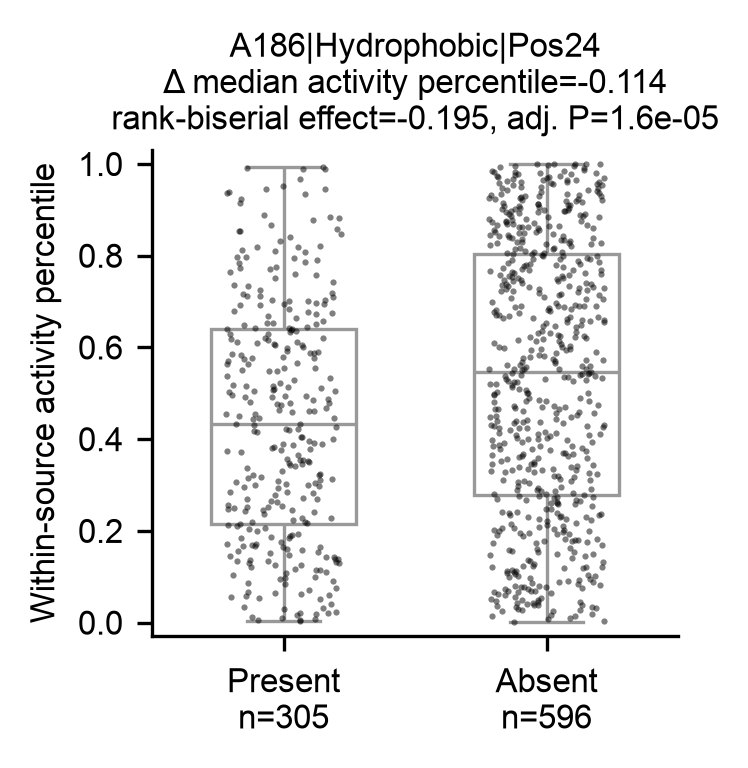 A186|Hydrophobic|Pos24
Δ median activity percentile=-0.114
rank-biserial effect=-0.195, adj. P=1.6e-05
Within-source activity percentile
1.0
0.8
0.6
0.4
0.2
0.0
Present
n=305
Absent
n=596